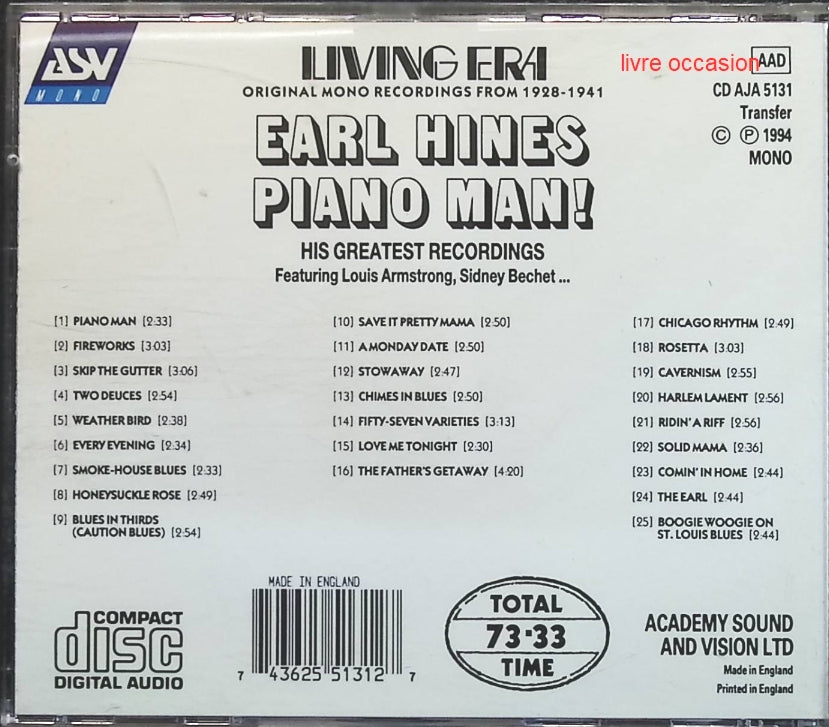 ASV
MONO
LIVING ERA
ORIGINAL MONO RECORDINGS FROM 1928-1941
livre occasion
AAD
CD AJA 5131
Transfer
© ℗ 1994
MONO
EARL HINES
PIANO MAN!
HIS GREATEST RECORDINGS
Featuring Louis Armstrong, Sidney Bechet ...
[1] PIANO MAN [2:33]
[2] FIREWORKS [3:03]
[3] SKIP THE GUTTER [3:06]
[4] TWO DEUCES [2:54]
[5] WEATHER BIRD [2:38]
[6] EVERY EVENING [2:34]
[7] SMOKE-HOUSE BLUES [2:33]
[8] HONEYSUCKLE ROSE [2:49]
[9] BLUES IN THIRDS
(CAUTION BLUES) [2:54]
[10] SAVE IT PRETTY MAMA [2:50]
[11] A MONDAY DATE [2:50]
[12] STOWAWAY [2:47]
[13] CHIMES IN BLUES [2:50]
[14] FIFTY-SEVEN VARIETIES [3:13]
[15] LOVE ME TONIGHT [2:30]
[16] THE FATHER'S GETAWAY [4:20]
[17] CHICAGO RHYTHM [2:49]
[18] ROSETTA [3:03]
[19] CAVERNISM [2:55]
[20] HARLEM LAMENT [2:56]
[21] RIDIN' A RIFF [2:56]
[22] SOLID MAMA [2:36]
[23] COMIN' IN HOME [2:44]
[24] THE EARL [2:44]
[25] BOOGIE WOOGIE ON
ST. LOUIS BLUES [2:44]
COMPACT
disc
DIGITAL AUDIO
MADE IN ENGLAND
7 43625 51312 7
TOTAL
73·33
TIME
ACADEMY SOUND
AND VISION LTD
Made in England
Printed in England